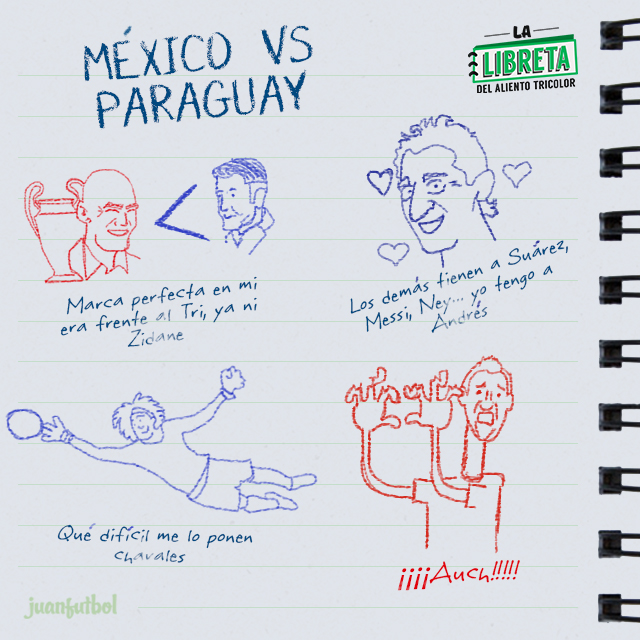 MÉXICO VS
PARAGUAY
LA
LIBRETA
DEL ALIENTO TRICOLOR
Marca perfecta en mi
era frente al Tri, ya ni
Zidane
Los demás tienen a Suárez,
Messi, Ney... yo tengo a
Andrés
Qué difícil me lo ponen
chavales
¡¡¡¡Auch!!!!!
juanfutbol